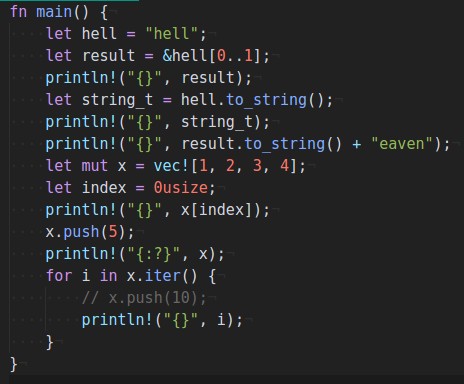 fn main() {
    let hell = "hell";
    let result = &hell[0..1];
    println!("{}", result);
    let string_t = hell.to_string();
    println!("{}", string_t);
    println!("{}", result.to_string() + "eaven");
    let mut x = vec![1, 2, 3, 4];
    let index = 0usize;
    println!("{}", x[index]);
    x.push(5);
    println!("{:?}", x);
    for i in x.iter() {
        // x.push(10);
        println!("{}", i);
    }
}